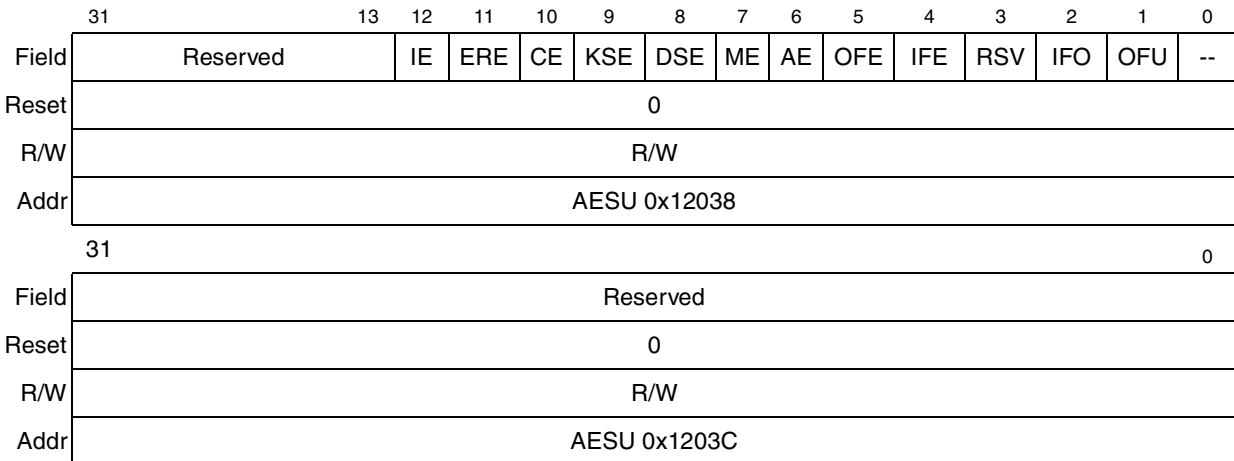 31 13 12 11 10 9 8 7 6 5 4 3 2 1 0
Field Reserved IE ERE CE KSE DSE ME AE OFE IFE RSV IFO OFU --
Reset 0
R/W R/W
Addr AESU 0x12038
31 0
Field Reserved
Reset 0
R/W R/W
Addr AESU 0x1203C